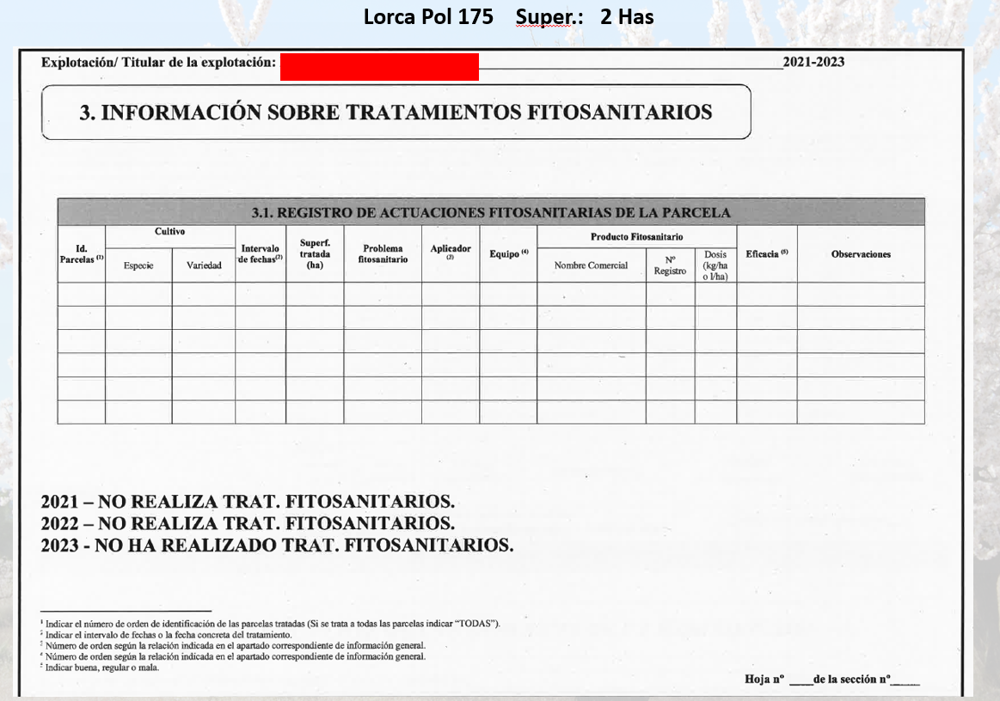 Lorca Pol 175 Super.: 2 Has
Explotación/ Titular de la explotación: 2021-2023
3. INFORMACIÓN SOBRE TRATAMIENTOS FITOSANITARIOS
3.1. REGISTRO DE ACTUACIONES FITOSANITARIAS DE LA PARCELA
Id. Parcelas (1)
Cultivo
Especie
Variedad
Intervalo de fechas(2)
Superf. tratada (ha)
Problema fitosanitario
Aplicador (3)
Equipo (4)
Producto Fitosanitario
Nombre Comercial
Nº Registro
Dosis (kg/ha o l/ha)
Eficacia (5)
Observaciones
2021 – NO REALIZA TRAT. FITOSANITARIOS.
2022 – NO REALIZA TRAT. FITOSANITARIOS.
2023 - NO HA REALIZADO TRAT. FITOSANITARIOS.
1 Indicar el número de orden de identificación de las parcelas tratadas (Si se trata a todas las parcelas indicar “TODAS”).
2 Indicar el intervalo de fechas o la fecha concreta del tratamiento.
3 Número de orden según la relación indicada en el apartado correspondiente de información general.
4 Número de orden según la relación indicada en el apartado correspondiente de información general.
5 Indicar buena, regular o mala.
Hoja nº ____de la sección nº_____